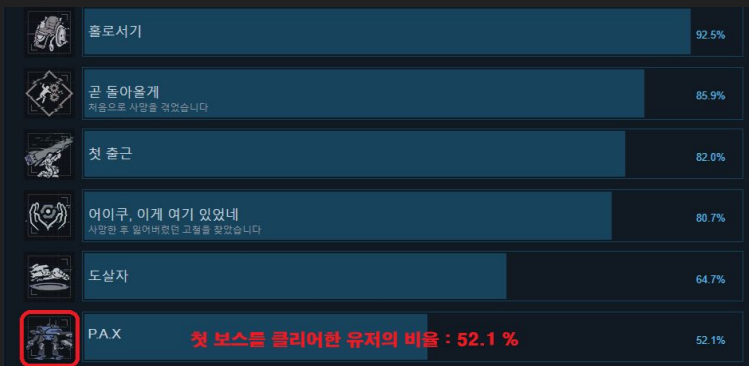 홀로서기
92.5%
곧 돌아올게
처음으로 사망을 겪었습니다
85.9%
첫 출근
82.0%
어이쿠, 이게 여기 있었네
사망한 후 잃어버렸던 고철을 찾았습니다
80.7%
도살자
64.7%
P.A.X
첫 보스를 클리어한 유저의 비율 : 52.1 %
52.1%